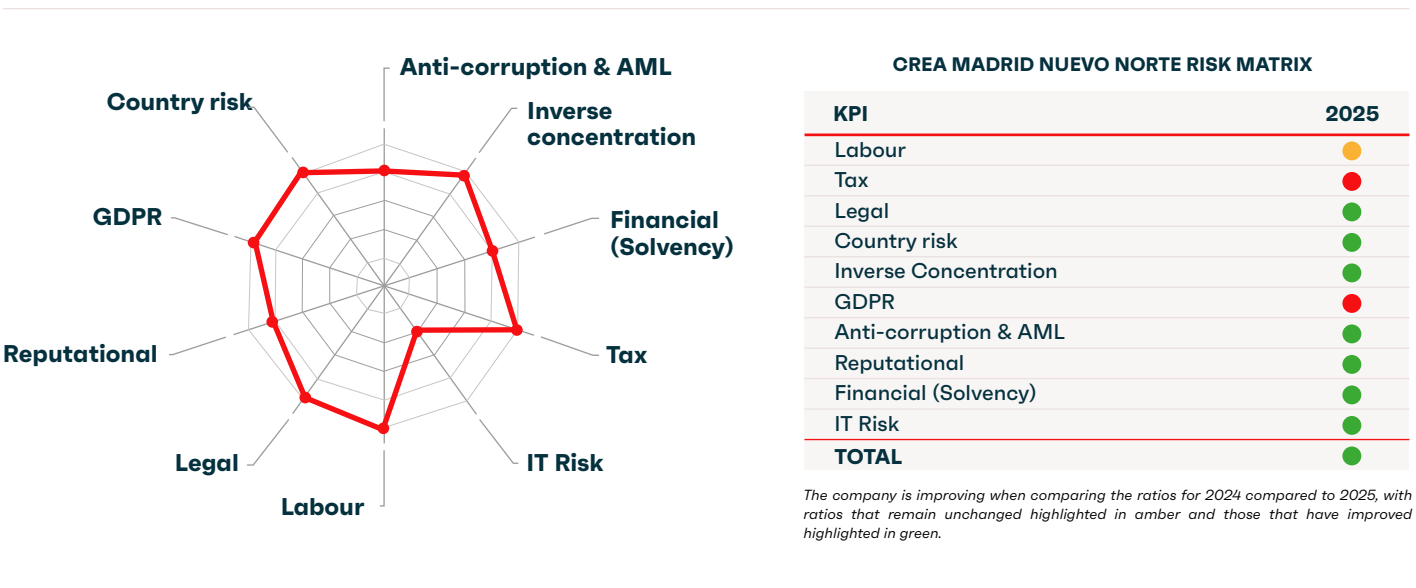 Anti-corruption & AML
Country risk
Inverse
concentration
GDPR
Financial
(Solvency)
Reputational
Tax
Legal
IT Risk
Labour
CREA MADRID NUEVO NORTE RISK MATRIX
KPI 2025
Labour
Tax
Legal
Country risk
Inverse Concentration
GDPR
Anti-corruption & AML
Reputational
Financial (Solvency)
IT Risk
TOTAL
The company is improving when comparing the ratios for 2024 compared to 2025, with
ratios that remain unchanged highlighted in amber and those that have improved
highlighted in green.